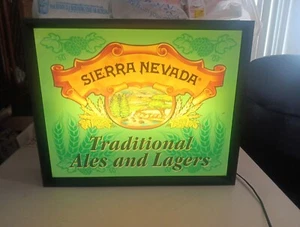 SIERRA NEVADA
Traditional
Ales and Lagers